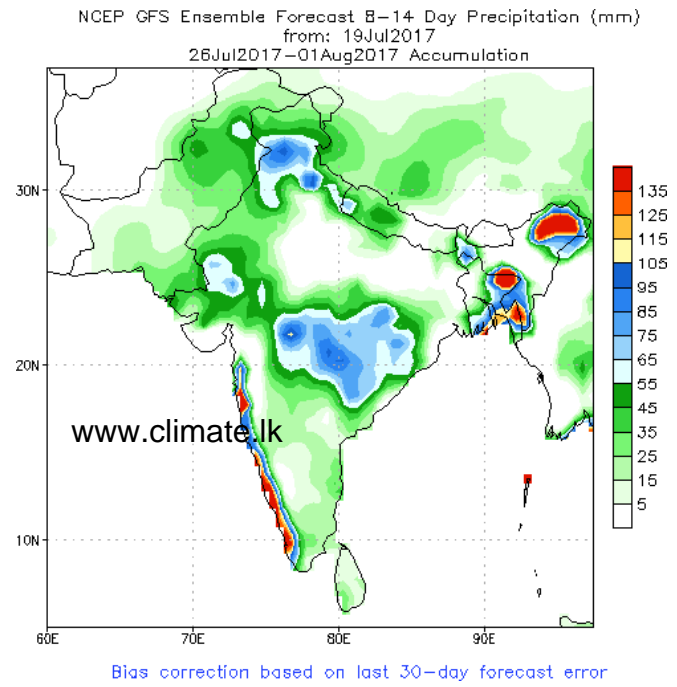 NCEP GFS Ensemble Forecast 8-14 Day Precipitation (mm)
from: 19Jul2017
26Jul2017-01Aug2017 Accumulation
30N
20N
10N
60E 70E 80E 90E
www.climate.lk
135
125
115
105
95
85
75
65
55
45
35
25
15
5
Bias correction based on last 30-day forecast error